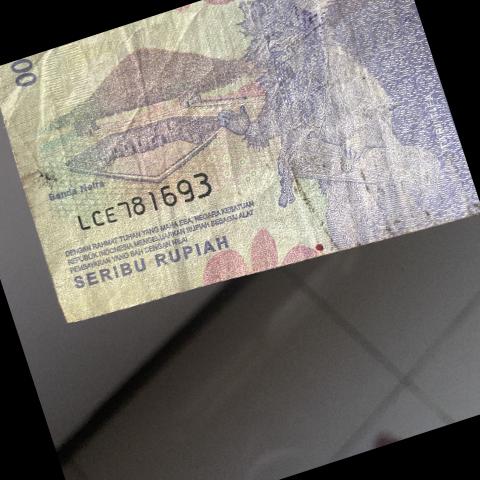 00
Banda Neira
LCE781693
DENGAN RAHMAT TUHAN YANG MAHA ESA, NEGARA KESATUAN
REPUBLIK INDONESIA MENGELUARKAN RUPIAH SEBAGAI ALAT
PEMBAYARAN YANG SAH DENGAN NILAI
SERIBU RUPIAH